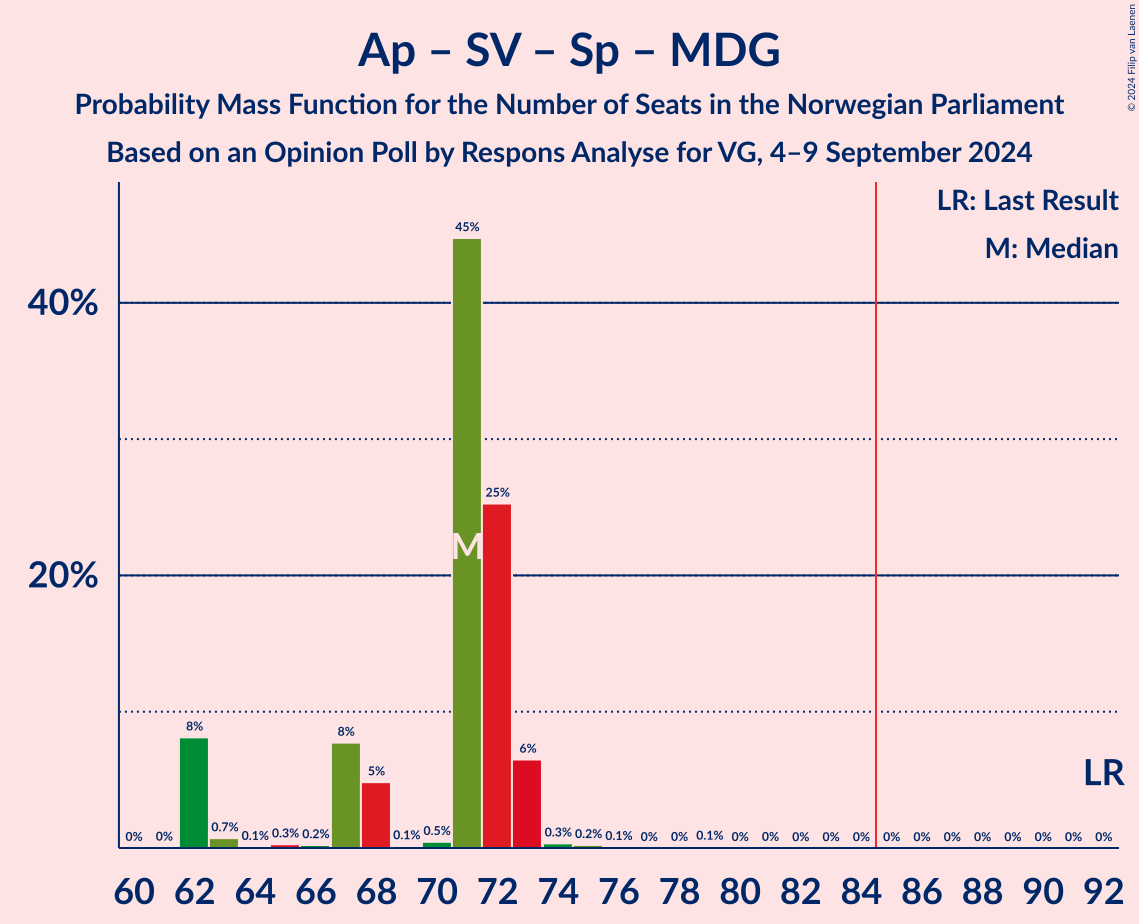 © 2024 Filip van Laenen
Ap – SV – Sp – MDG
Probability Mass Function for the Number of Seats in the Norwegian Parliament
Based on an Opinion Poll by Respons Analyse for VG, 4–9 September 2024
LR: Last Result
M: Median
40%
20%
45%
25%
M
8%
8%
5%
6%
LR
0% 0% 0.7% 0.1% 0.3% 0.2% 0.1% 0.5% 0.3% 0.2% 0.1% 0% 0% 0.1% 0% 0% 0% 0% 0% 0% 0% 0% 0% 0% 0% 0%
60 62 64 66 68 70 72 74 76 78 80 82 84 86 88 90 92